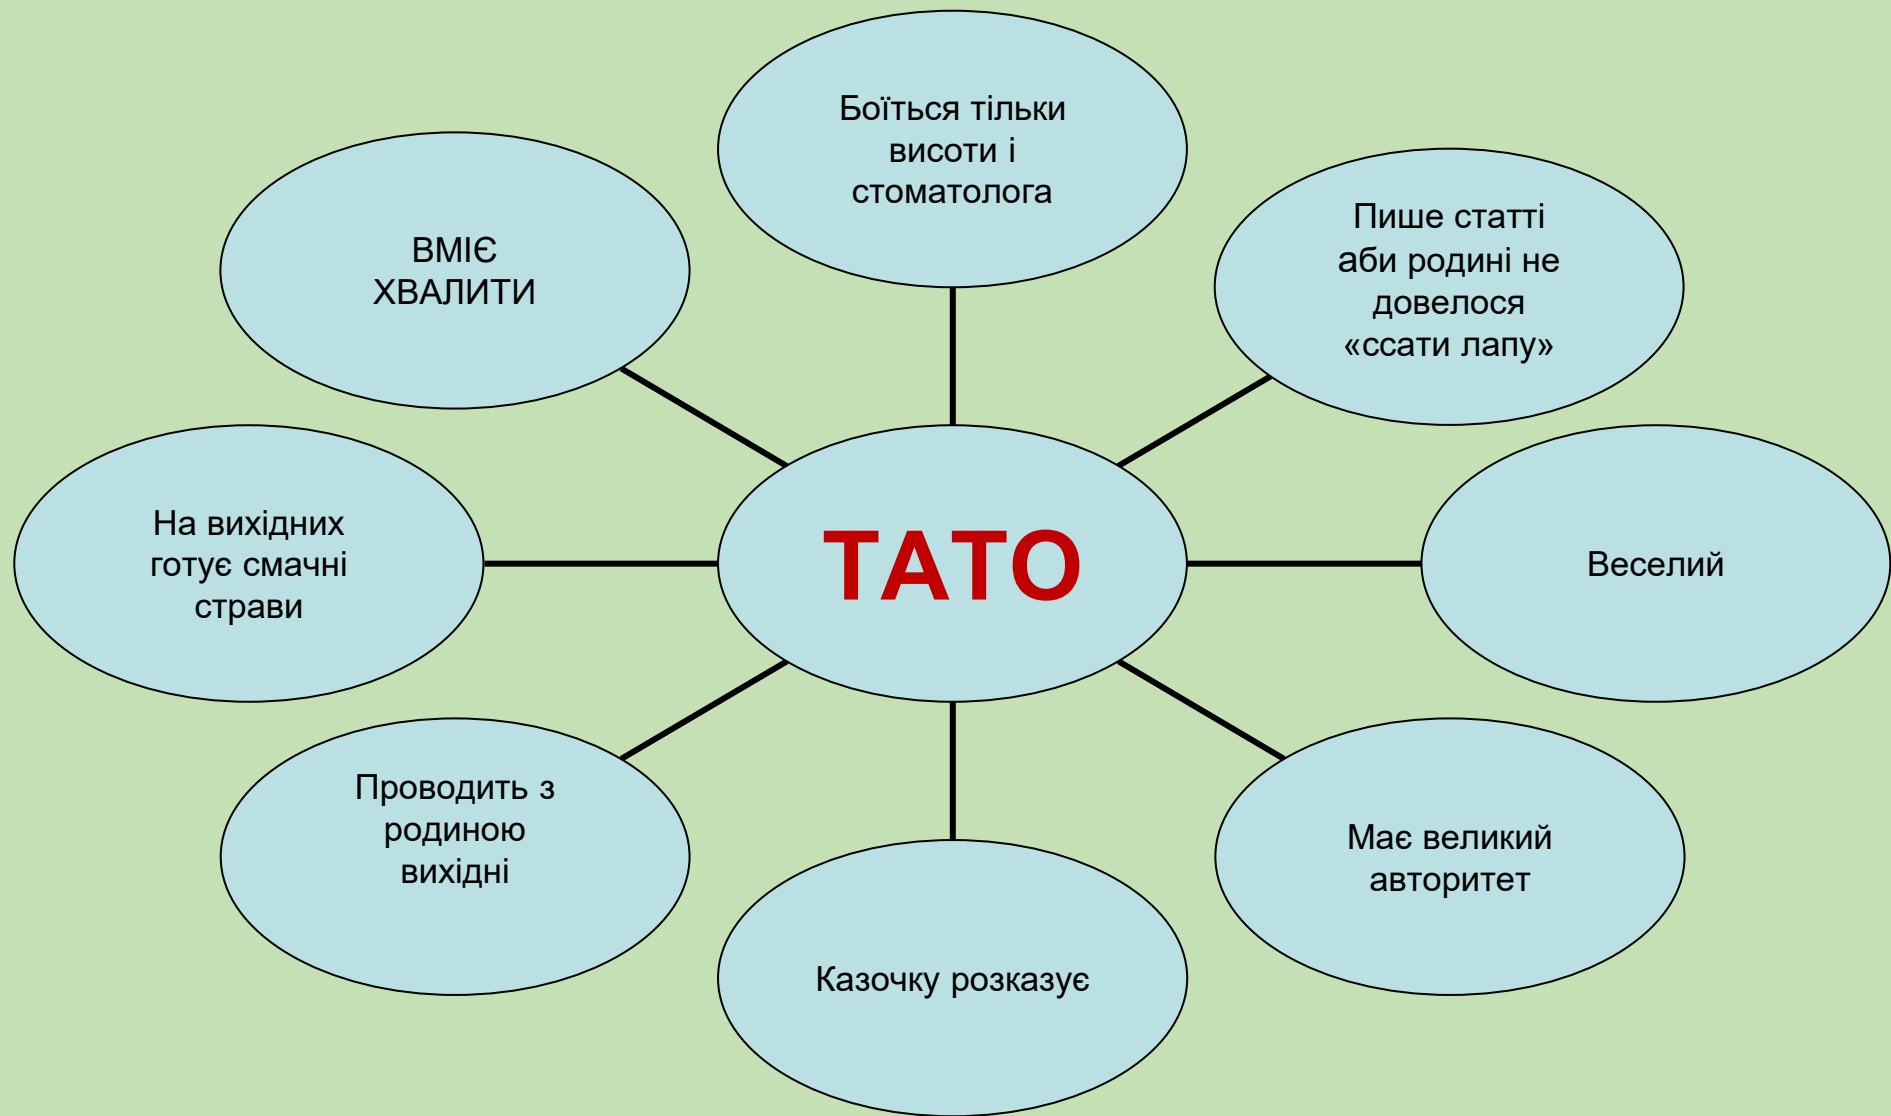 Боїться тільки
висоти і
стоматолога
Пише статті
аби родині не
довелося
«ссати лапу»
ВМІЄ
ХВАЛИТИ
На вихідних
готує смачні
страви
ТАТО
Веселий
Проводить з
родиною
вихідні
Має великий
авторитет
Казочку розказує